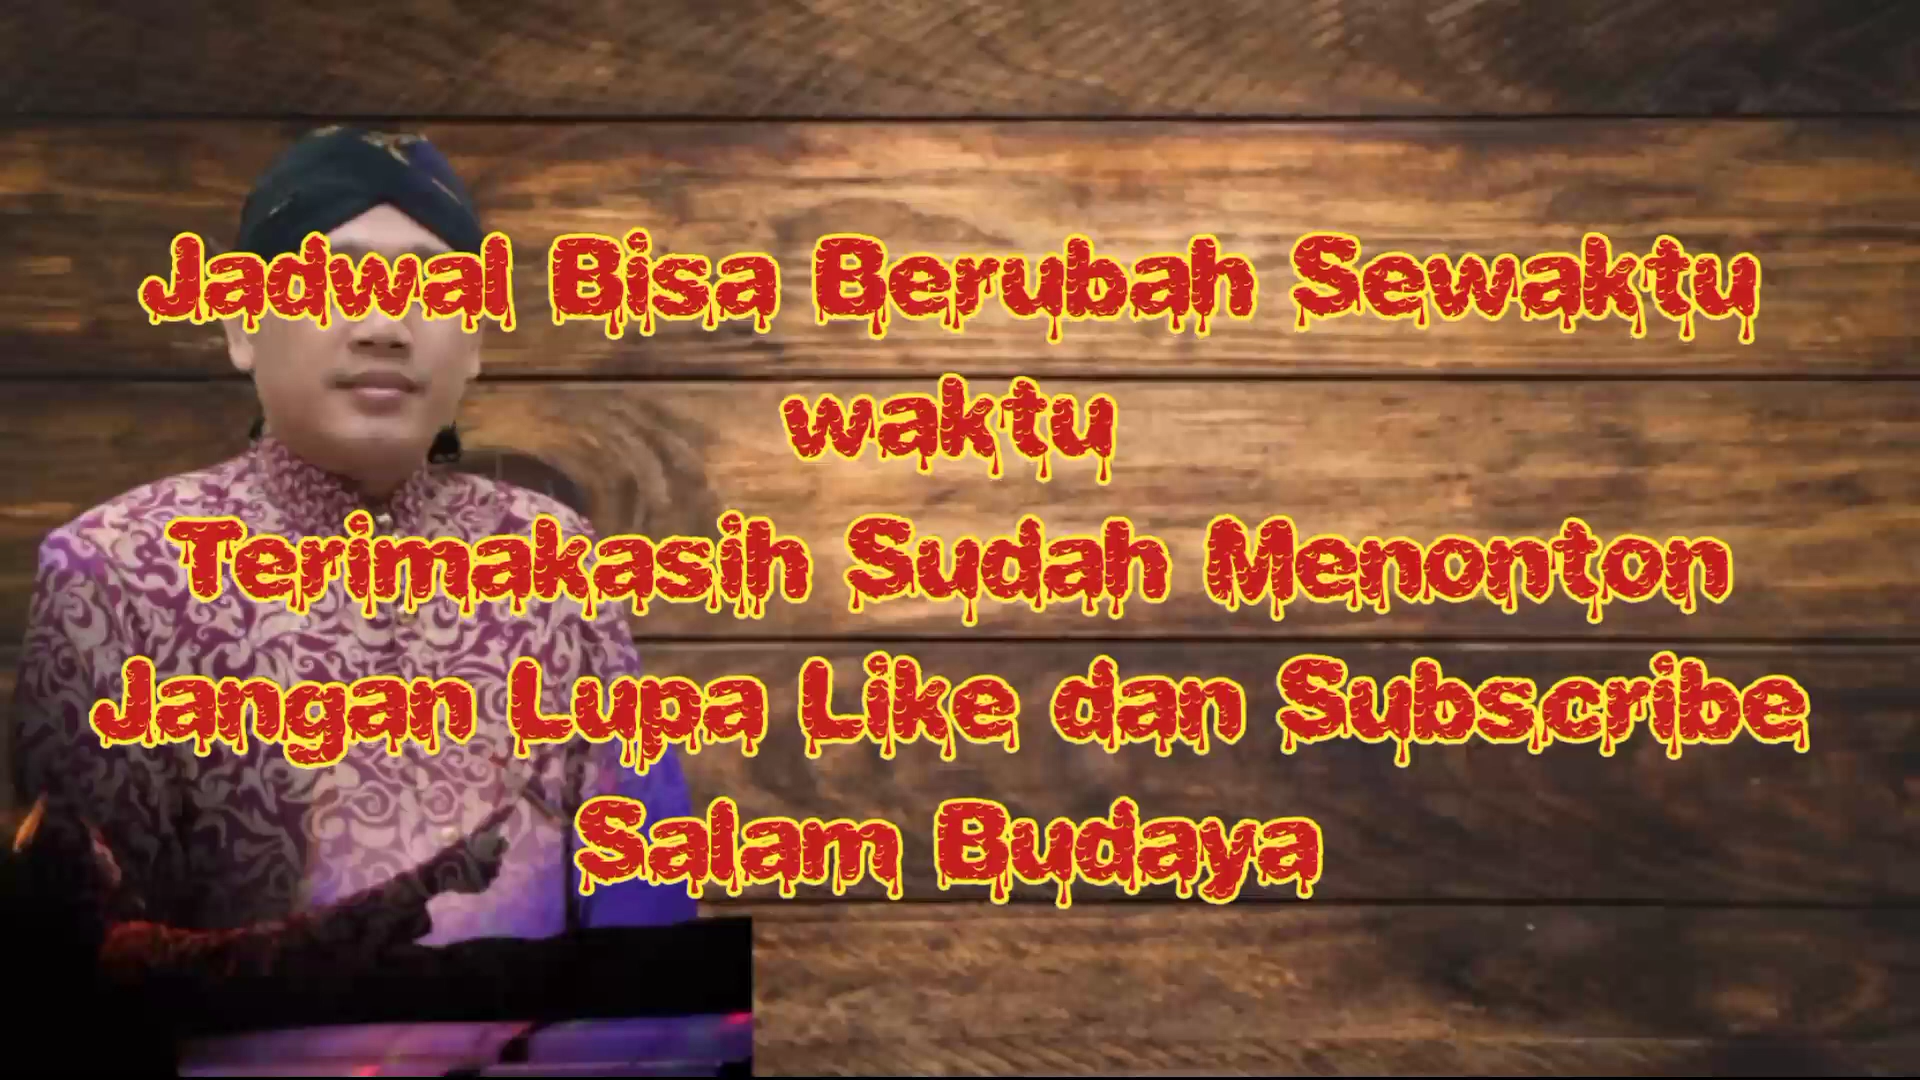 Jadwal Bisa Berubah Sewaktu
waktu
Terimakasih Sudah Menonton
Jangan Lupa Like dan Subscribe
Salam Budaya